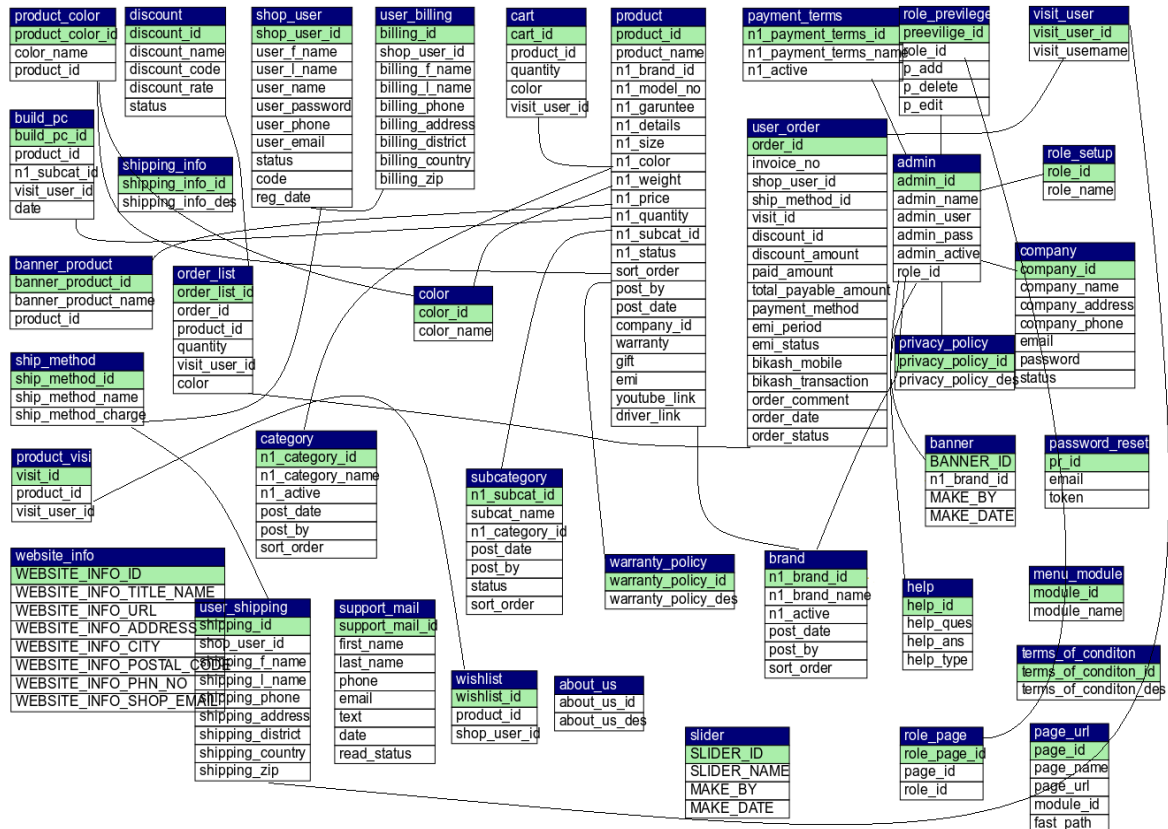 product_color
product_color_id
color_name
product_id
discount
discount_id
discount_name
discount_code
discount_rate
status
shop_user
shop_user_id
user_f_name
user_l_name
user_name
user_password
user_phone
user_email
status
code
reg_date
user_billing
billing_id
shop_user_id
billing_f_name
billing_l_name
billing_phone
billing_address
billing_district
billing_country
billing_zip
cart
cart_id
product_id
quantity
color
visit_user_id
product
product_id
product_name
n1_brand_id
n1_model_no
n1_garuntee
n1_details
n1_size
n1_color
n1_weight
n1_price
n1_quantity
n1_subcat_id
n1_status
sort_order
post_by
post_date
company_id
warranty
gift
emi
youtube_link
driver_link
payment_terms
n1_payment_terms_id
n1_payment_terms_name
n1_active
role_previlege
preevilige_id
role_id
p_add
p_delete
p_edit
visit_user
visit_user_id
visit_username
build_pc
build_pc_id
product_id
n1_subcat_id
visit_user_id
date
shipping_info
shipping_info_id
shipping_info_des
user_order
order_id
invoice_no
shop_user_id
ship_method_id
visit_id
discount_id
discount_amount
paid_amount
total_payable_amount
payment_method
emi_period
emi_status
bikash_mobile
bikash_transaction
order_comment
order_date
order_status
admin
admin_id
admin_name
admin_user
admin_pass
admin_active
role_id
role_setup
role_id
role_name
banner_product
banner_product_id
banner_product_name
product_id
order_list
order_list_id
order_id
product_id
quantity
visit_user_id
color
color
color_id
color_name
company
company_id
company_name
company_address
company_phone
email
password
status
ship_method
ship_method_id
ship_method_name
ship_method_charge
privacy_policy
privacy_policy_id
privacy_policy_des
product_visi
visit_id
product_id
visit_user_id
category
n1_category_id
n1_category_name
n1_active
post_date
post_by
sort_order
subcategory
n1_subcat_id
subcat_name
n1_category_id
post_date
post_by
status
sort_order
banner
BANNER_ID
n1_brand_id
MAKE_BY
MAKE_DATE
password_reset
pr_id
email
token
website_info
WEBSITE_INFO_ID
WEBSITE_INFO_TITLE_NAME
WEBSITE_INFO_URL
WEBSITE_INFO_ADDRESS
WEBSITE_INFO_CITY
WEBSITE_INFO_POSTAL_CODE
WEBSITE_INFO_PHN_NO
WEBSITE_INFO_SHOP_EMAIL
user_shipping
shipping_id
shop_user_id
shipping_f_name
shipping_l_name
shipping_phone
shipping_address
shipping_district
shipping_country
shipping_zip
support_mail
support_mail_id
first_name
last_name
phone
email
text
date
read_status
wishlist
wishlist_id
product_id
shop_user_id
about_us
about_us_id
about_us_des
warranty_policy
warranty_policy_id
warranty_policy_des
brand
n1_brand_id
n1_brand_name
n1_active
post_date
post_by
sort_order
help
help_id
help_ques
help_ans
help_type
menu_module
module_id
module_name
terms_of_conditon
terms_of_conditon_id
terms_of_conditon_des
slider
SLIDER_ID
SLIDER_NAME
MAKE_BY
MAKE_DATE
role_page
role_page_id
page_id
role_id
page_url
page_id
page_name
page_url
module_id
fast_path